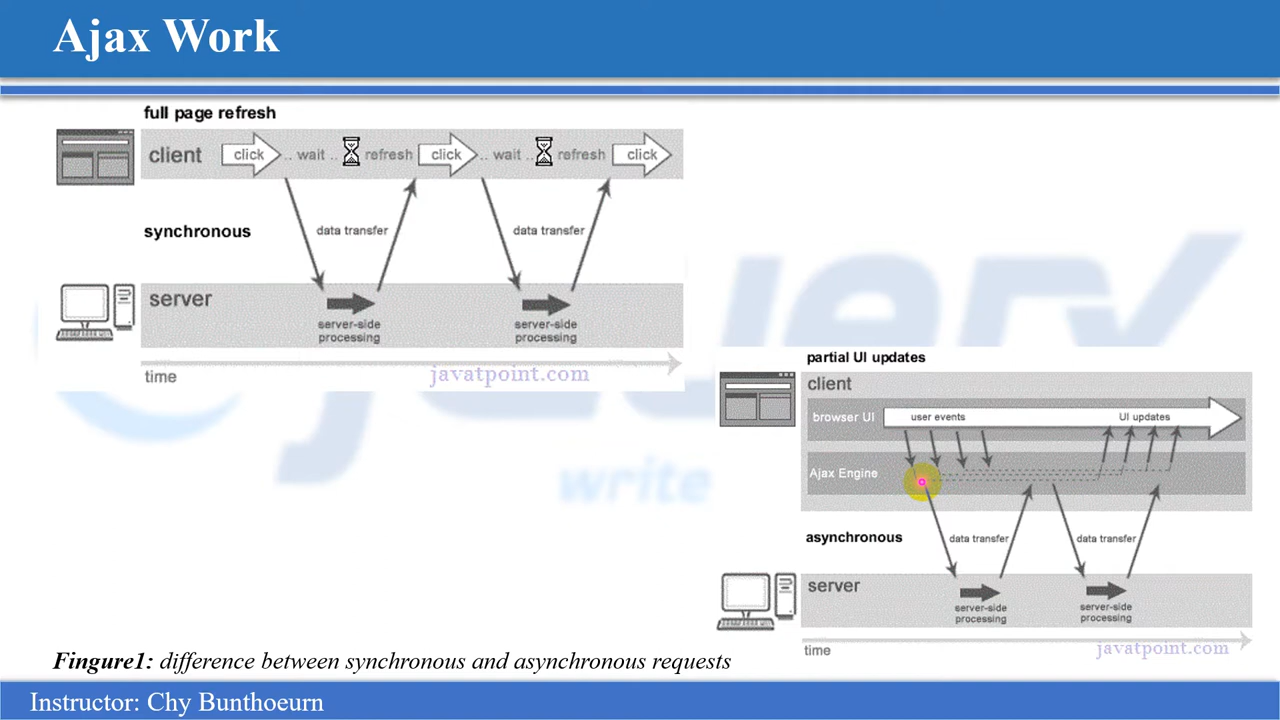 Ajax Work
full page refresh
client click .. wait .. refresh click .. wait .. refresh click
synchronous data transfer data transfer
server
server-side processing server-side processing
time
javatpoint.com
partial UI updates
client
browser UI user events UI updates
Ajax Engine
asynchronous data transfer data transfer
server
server-side processing server-side processing
time
javatpoint.com
write
Fingure1: difference between synchronous and asynchronous requests
Instructor: Chy Bunthoeurn